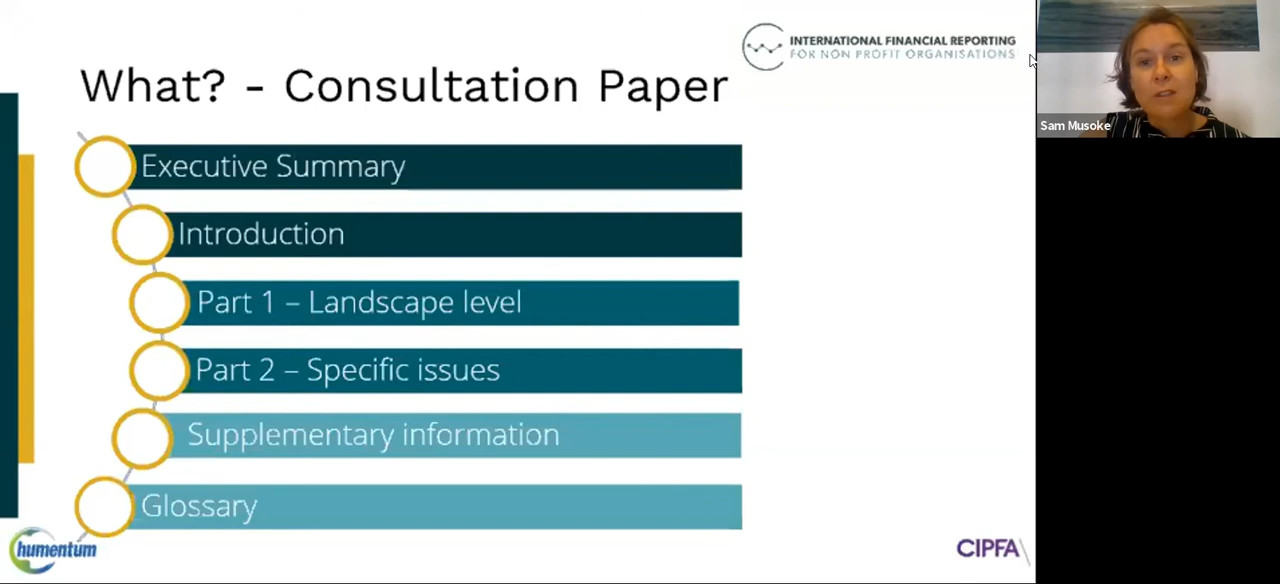 INTERNATIONAL FINANCIAL REPORTING
FOR NON PROFIT ORGANISATIONS
What? - Consultation Paper
Sam Musoke
Executive Summary
Introduction
Part 1 – Landscape level
Part 2 – Specific issues
Supplementary information
Glossary
humentum
CIPFA